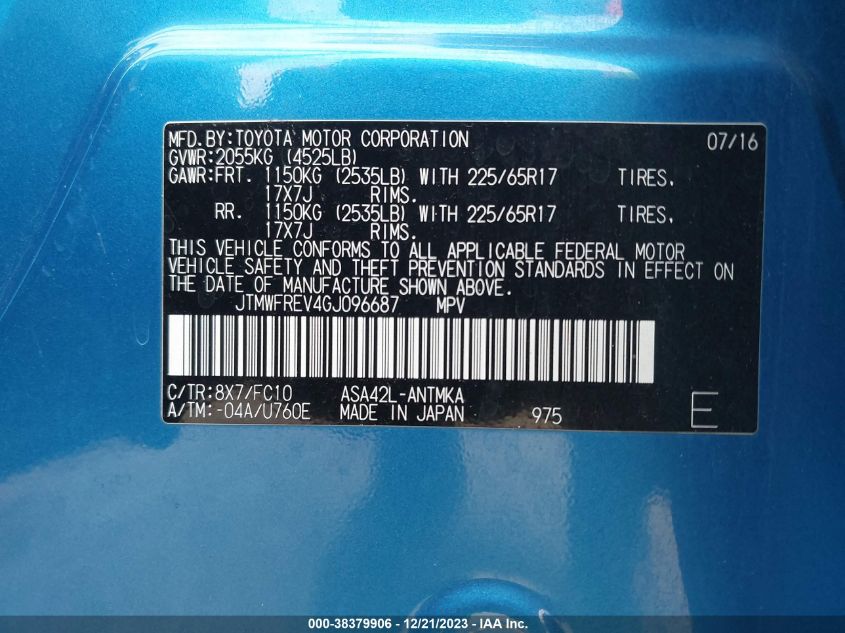 MFD.BY:TOYOTA MOTOR CORPORATION 07/16
GVWR:2055KG (4525LB)
GAWR:FRT. 1150KG (2535LB) WITH 225/65R17 TIRES,
17X7J RIMS.
RR. 1150KG (2535LB) WITH 225/65R17 TIRES,
17X7J RIMS.
THIS VEHICLE CONFORMS TO ALL APPLICABLE FEDERAL MOTOR
VEHICLE SAFETY AND THEFT PREVENTION STANDARDS IN EFFECT ON
THE DATE OF MANUFACTURE SHOWN ABOVE.
JTMWFREV4GJ096687 MPV
C/TR:8X7/FC10 ASA42L-ANTMKA
A/TM:-04A/U760E MADE IN JAPAN 975 E
000-38379906 - 12/21/2023 - IAA Inc.